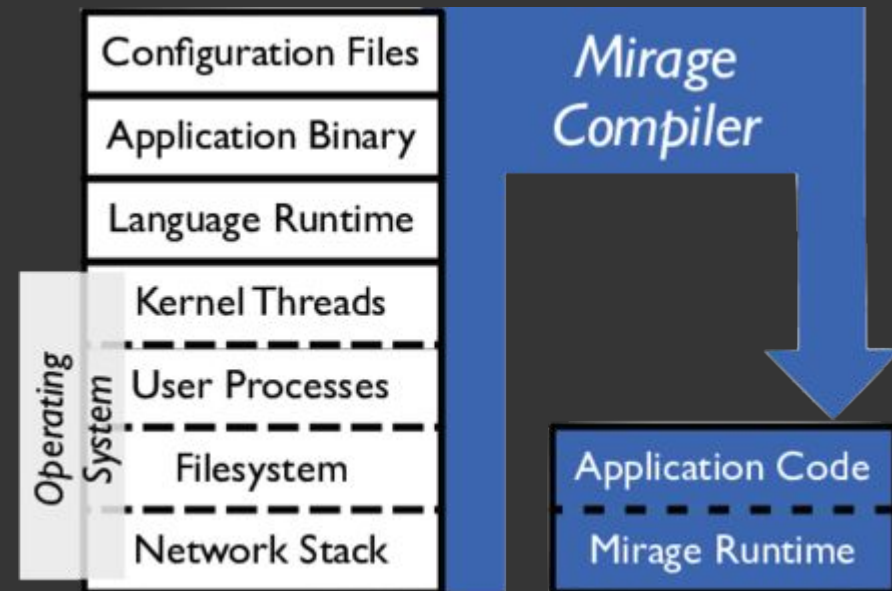 Configuration Files
Application Binary
Language Runtime
Kernel Threads
User Processes
Filesystem
Network Stack
Operating
System
Mirage
Compiler
Application Code
Mirage Runtime